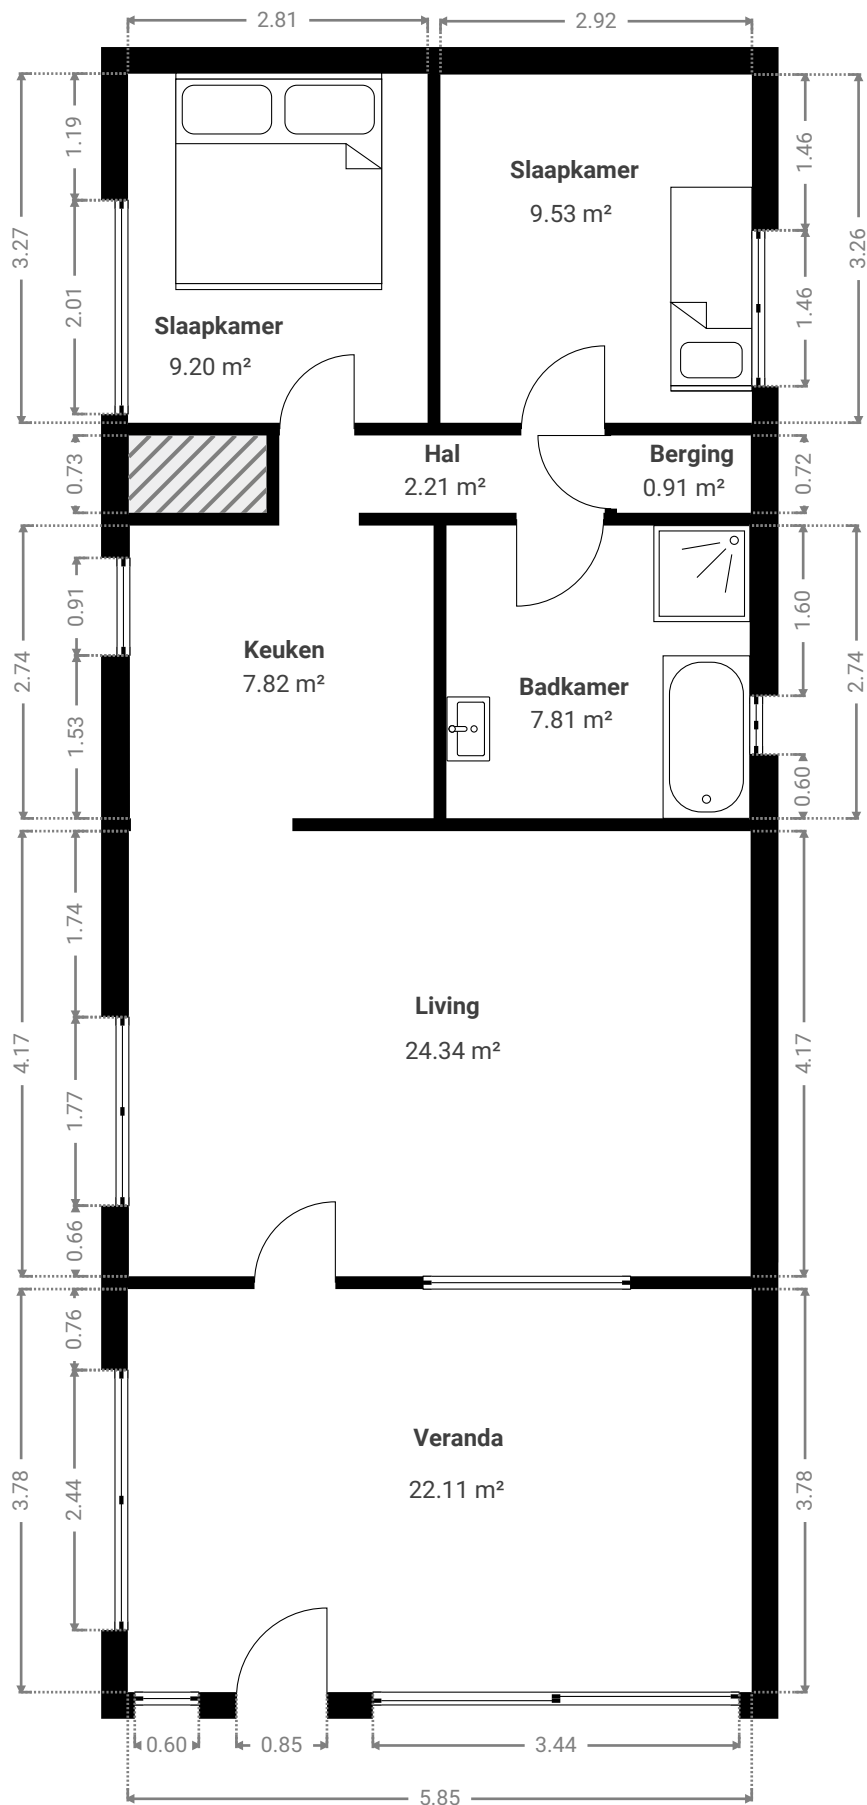 2.81
2.92
1.19
1.46
Slaapkamer
9.53 m²
3.27
3.26
2.01
1.46
Slaapkamer
9.20 m²
0.73
Hal
2.21 m²
Berging
0.91 m²
0.72
0.91
1.60
2.74
Keuken
7.82 m²
Badkamer
7.81 m²
2.74
1.53
0.60
1.74
Living
24.34 m²
4.17
4.17
1.77
0.66
0.76
Veranda
22.11 m²
3.78
2.44
3.78
0.60
0.85
3.44
5.85